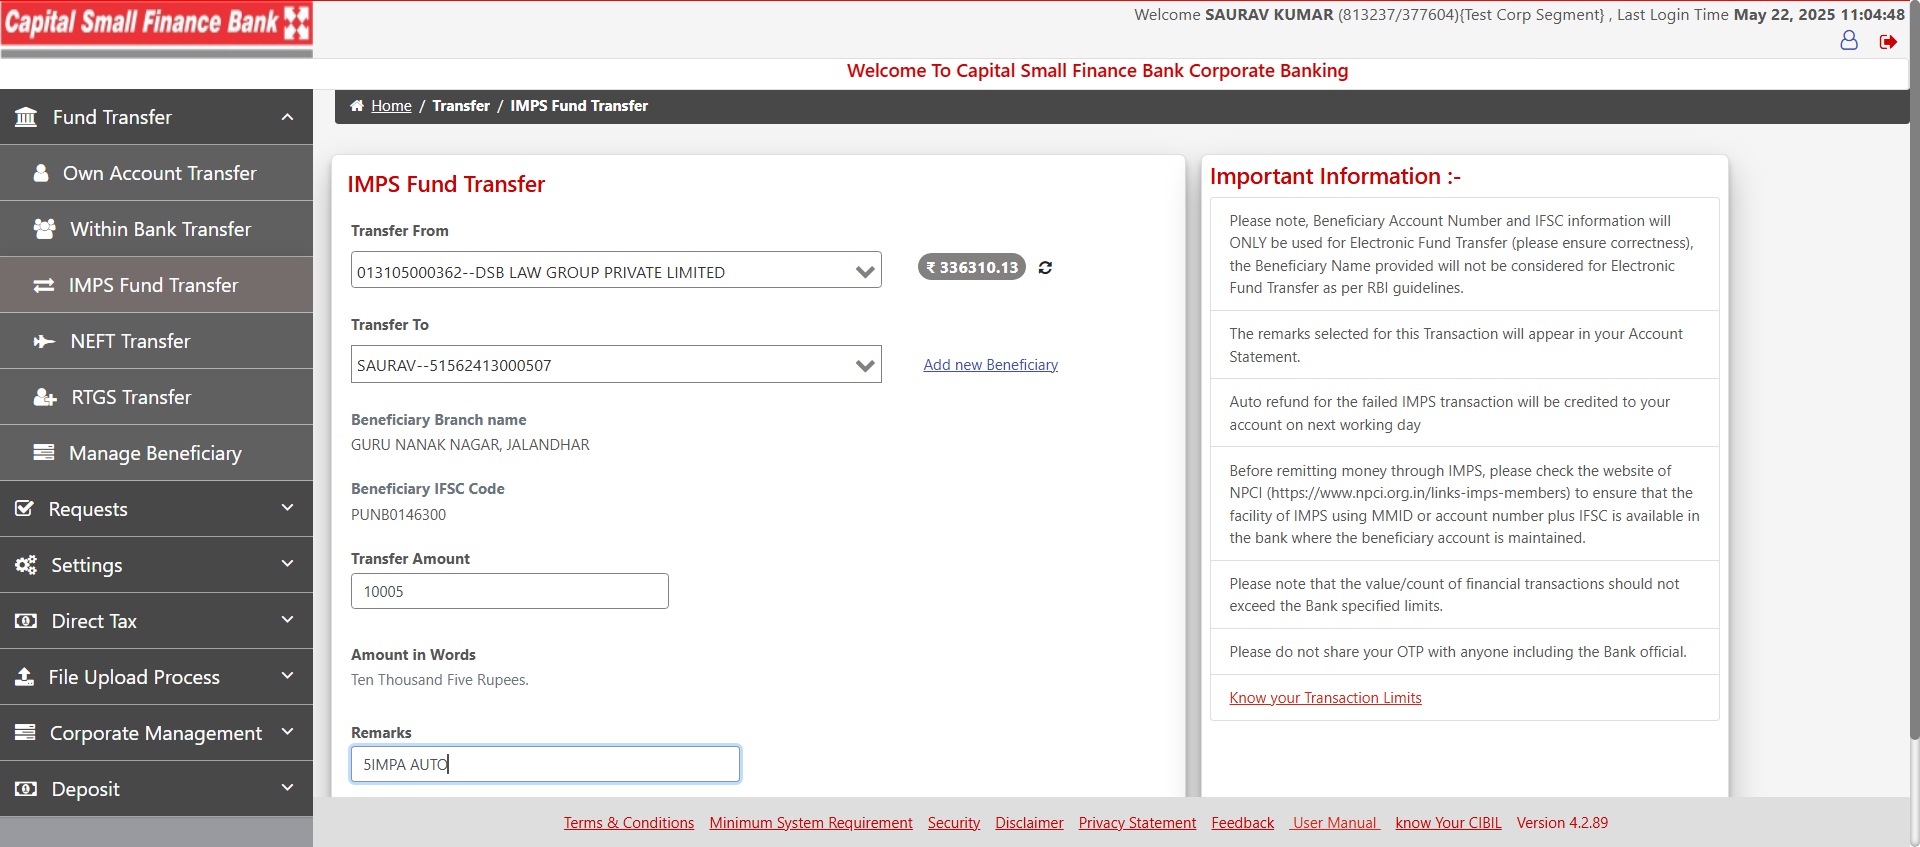 Capital Small Finance Bank
Welcome SAURAV KUMAR (813237/377604){Test Corp Segment} , Last Login Time May 22, 2025 11:04:48
Welcome To Capital Small Finance Bank Corporate Banking
Fund Transfer
Own Account Transfer
Within Bank Transfer
IMPS Fund Transfer
NEFT Transfer
RTGS Transfer
Manage Beneficiary
Requests
Settings
Direct Tax
File Upload Process
Corporate Management
Deposit
Home / Transfer / IMPS Fund Transfer
IMPS Fund Transfer
Transfer From
013105000362--DSB LAW GROUP PRIVATE LIMITED
₹ 336310.13
Transfer To
SAURAV--51562413000507
Add new Beneficiary
Beneficiary Branch name
GURU NANAK NAGAR, JALANDHAR
Beneficiary IFSC Code
PUNB0146300
Transfer Amount
10005
Amount in Words
Ten Thousand Five Rupees.
Remarks
5IMPA AUTO
Important Information :-
Please note, Beneficiary Account Number and IFSC information will
ONLY be used for Electronic Fund Transfer (please ensure correctness),
the Beneficiary Name provided will not be considered for Electronic
Fund Transfer as per RBI guidelines.
The remarks selected for this Transaction will appear in your Account
Statement.
Auto refund for the failed IMPS transaction will be credited to your
account on next working day
Before remitting money through IMPS, please check the website of
NPCI (https://www.npci.org.in/links-imps-members) to ensure that the
facility of IMPS using MMID or account number plus IFSC is available in
the bank where the beneficiary account is maintained.
Please note that the value/count of financial transactions should not
exceed the Bank specified limits.
Please do not share your OTP with anyone including the Bank official.
Know your Transaction Limits
Terms & Conditions Minimum System Requirement Security Disclaimer Privacy Statement Feedback User Manual know Your CIBIL Version 4.2.89